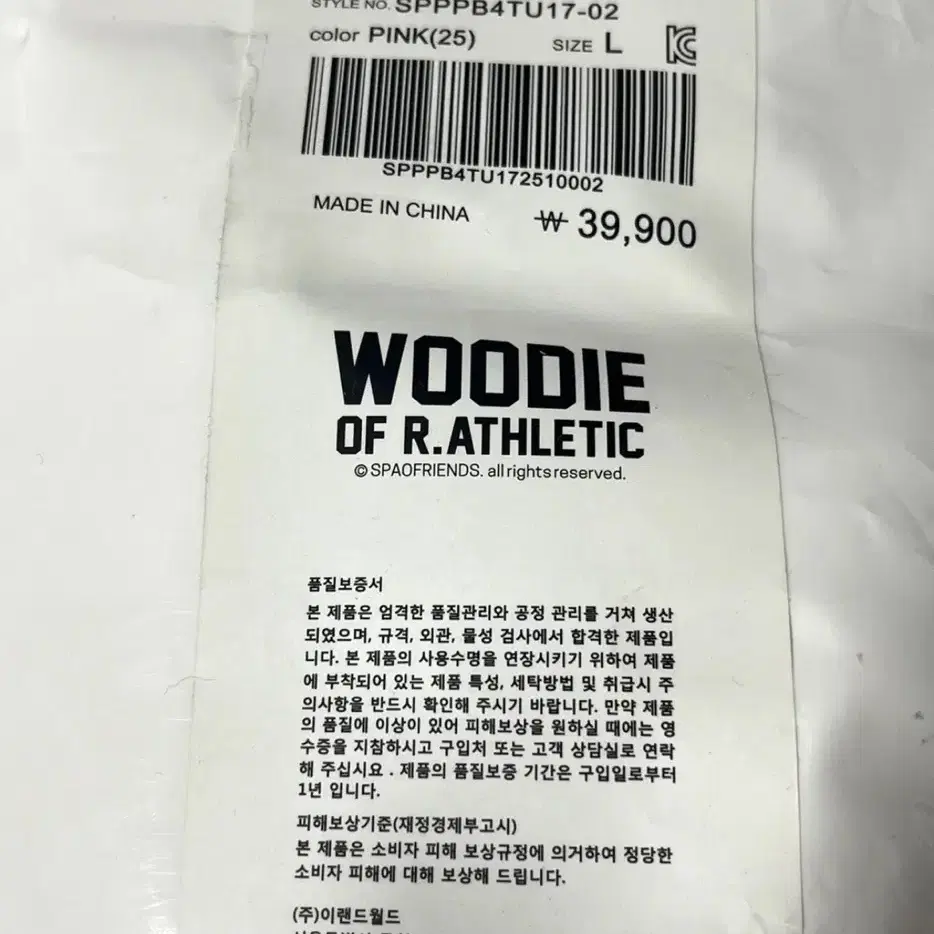 STYLE NO. SPPPB4TU17-02
color PINK(25) SIZE L
SPPPB4TU172510002
MADE IN CHINA ₩ 39,900
WOODIE
OF R.ATHLETIC
© SPAOFRIENDS. all rights reserved.
품질보증서
본 제품은 엄격한 품질관리와 공정 관리를 거쳐 생산
되였으며, 규격, 외관, 물성 검사에서 합격한 제품입
니다. 본 제품의 사용수명을 연장시키기 위하여 제품
에 부착되어 있는 제품 특성, 세탁방법 및 취급시 주
의사항을 반드시 확인해 주시기 바랍니다. 만약 제품
의 품질에 이상이 있어 피해보상을 원하실 때에는 영
수증을 지참하시고 구입처 또는 고객 상담실로 연락
해 주십시요 . 제품의 품질보증 기간은 구입일로부터
1년 입니다.
피해보상기준(재정경제부고시)
본 제품은 소비자 피해 보상규정에 의거하여 정당한
소비자 피해에 대해 보상해 드립니다.
(주)이랜드월드